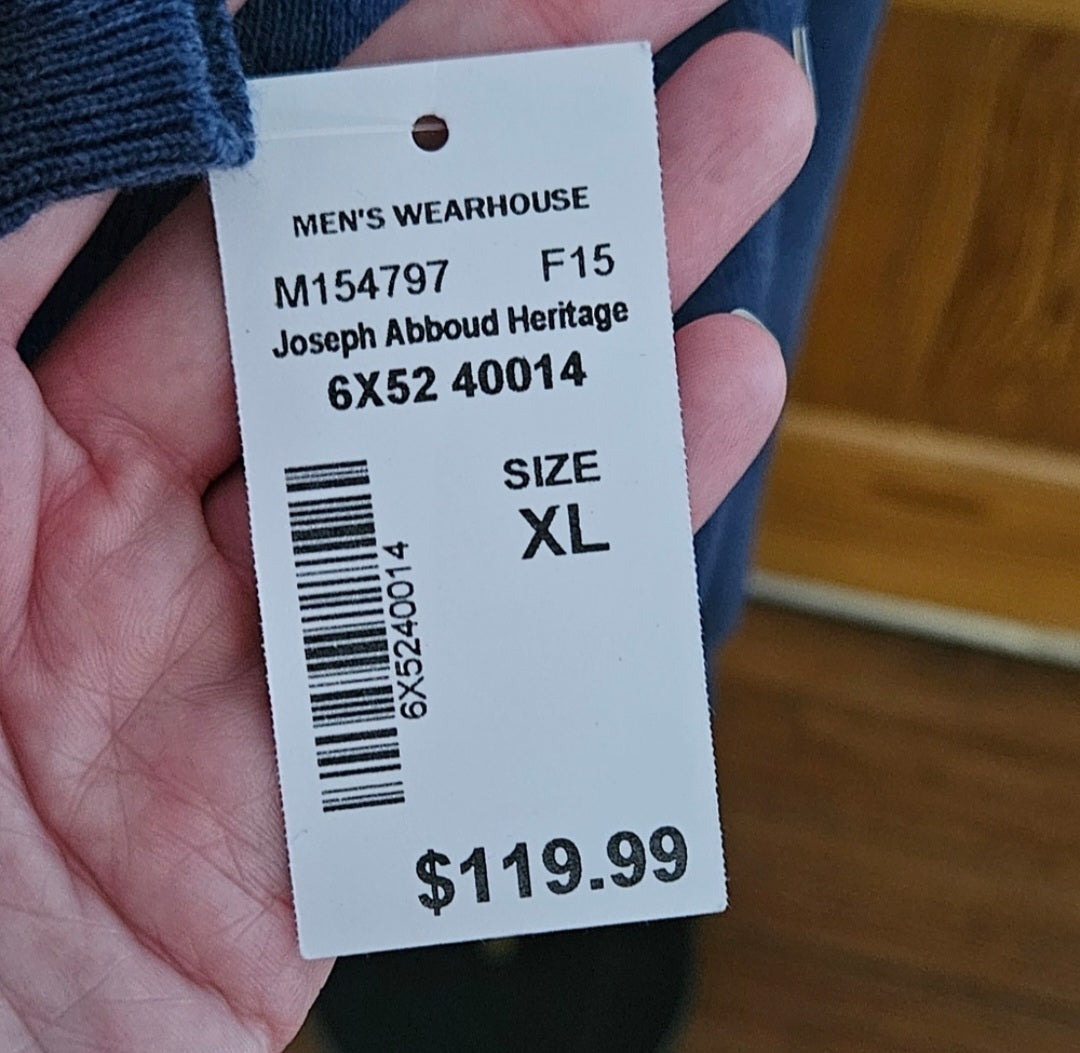 MEN'S WEARHOUSE
M154797 F15
Joseph Abboud Heritage
6X52 40014
SIZE
XL
6X5240014
$119.99